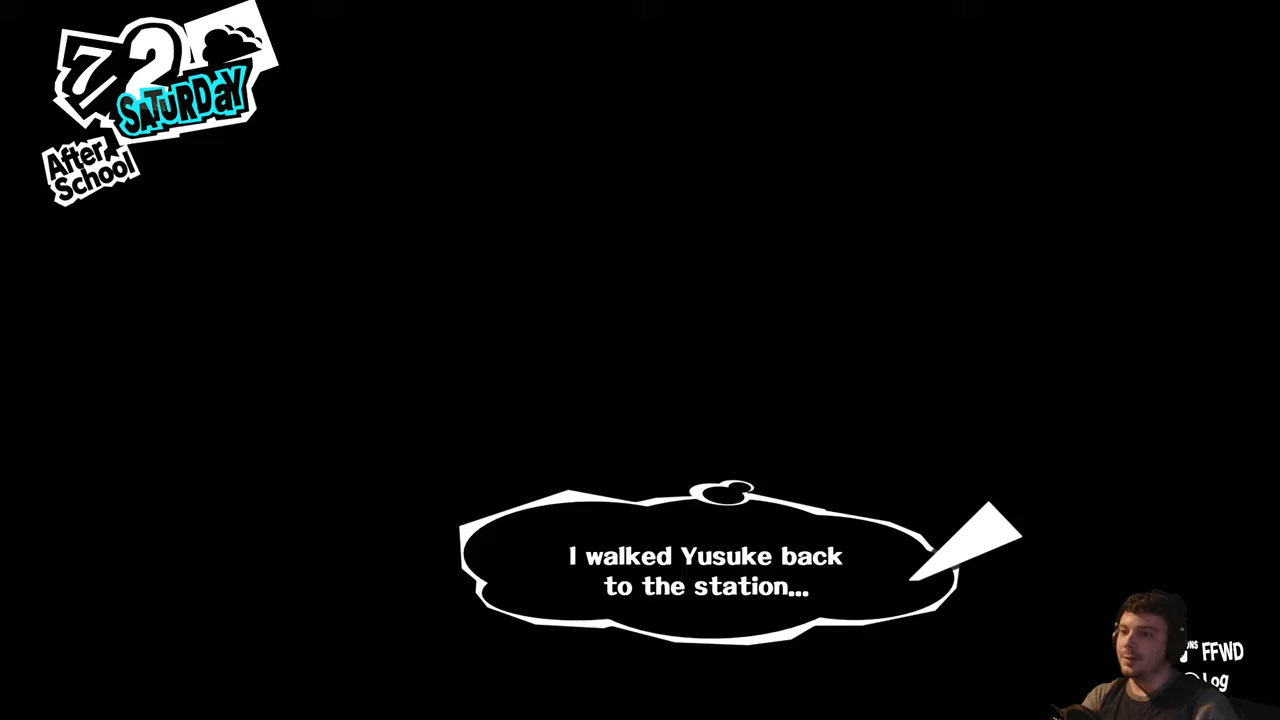 7 2
SATURDAY
After
School
I walked Yusuke back
to the station...
FFWD
Log